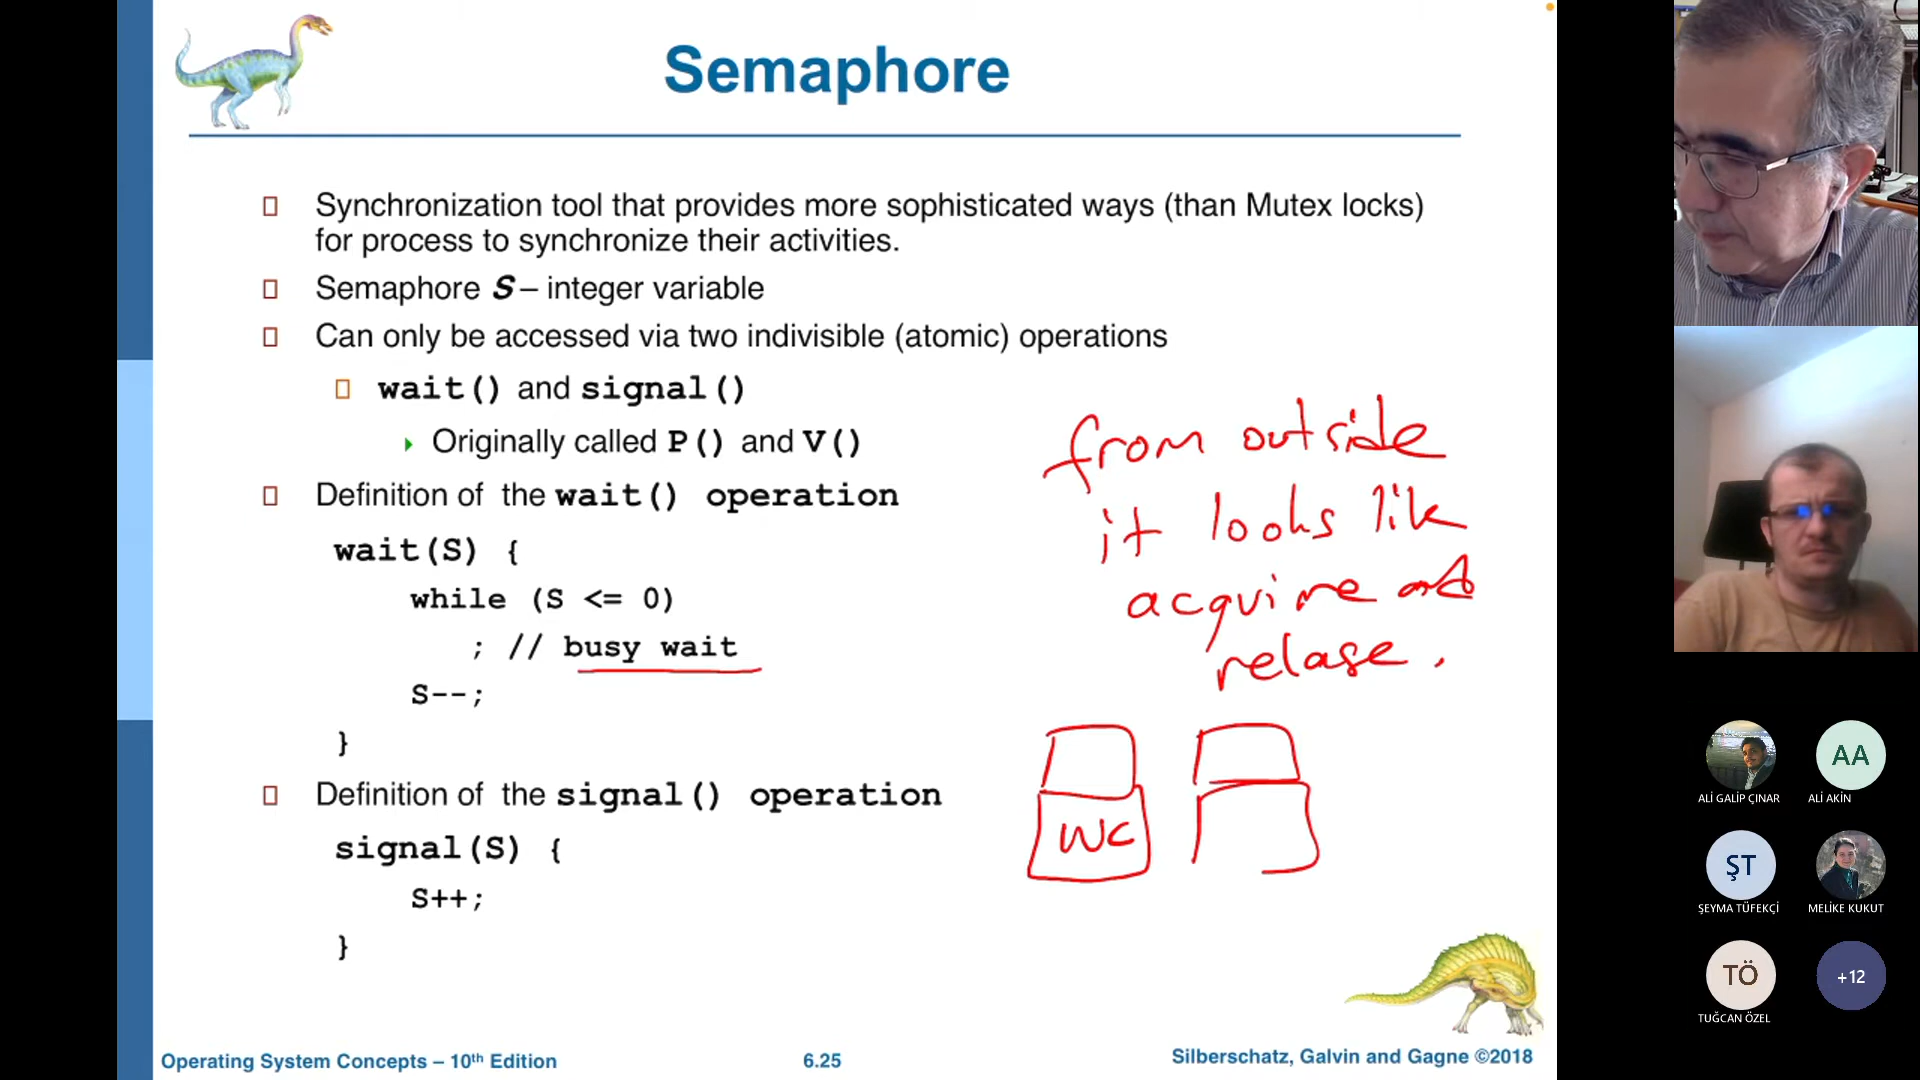 Semaphore
Synchronization tool that provides more sophisticated ways (than Mutex locks)
for process to synchronize their activities.
Semaphore S – integer variable
Can only be accessed via two indivisible (atomic) operations
wait() and signal()
Originally called P() and V()
Definition of the wait() operation
wait(S) {
while (S <= 0)
; // busy wait
S--;
}
Definition of the signal() operation
signal(S) {
S++;
}
from outside
it looks like
acquire and
relase.
WC
Operating System Concepts – 10th Edition
6.25
Silberschatz, Galvin and Gagne ©2018
ALİ GALİP ÇINAR
AA
ALİ AKİN
ŞT
ŞEYMA TÜFEKÇİ
MELİKE KUKUT
TÖ
TUĞCAN ÖZEL
+12